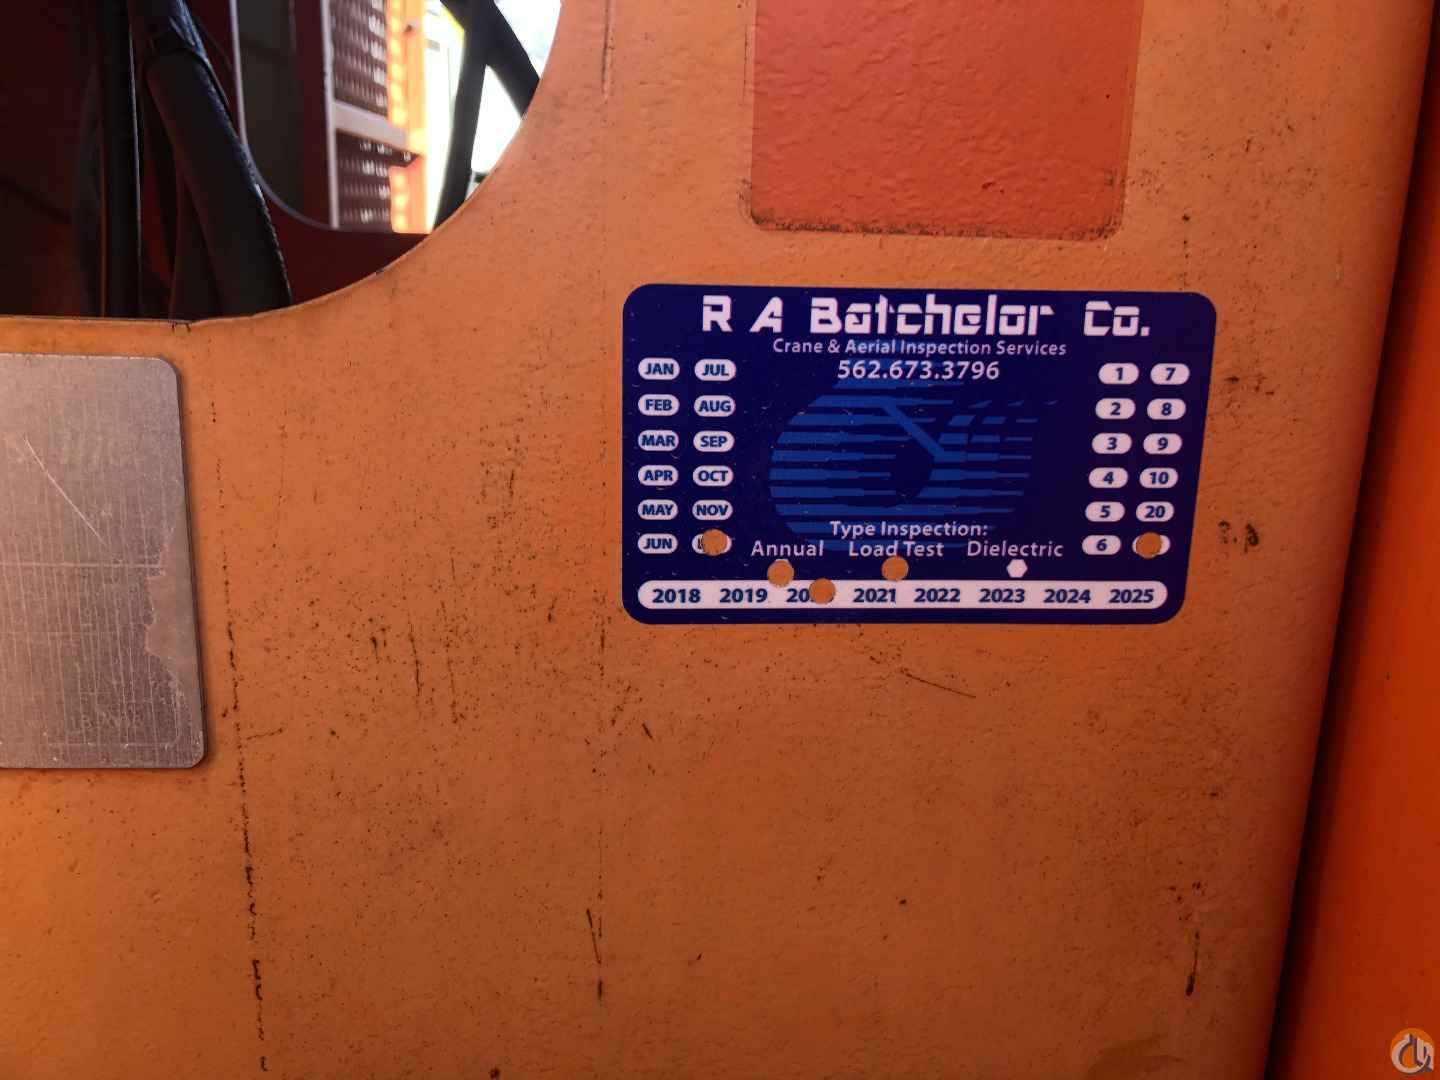 R A Batchelor Co.
Crane & Aerial Inspection Services
562.673.3796
JAN JUL 1 7
FEB AUG 2 8
MAR SEP 3 9
APR OCT 4 10
MAY NOV 5 20
Type Inspection:
JUN 6
Annual Load Test Dielectric
2018 2019 2021 2022 2023 2024 2025